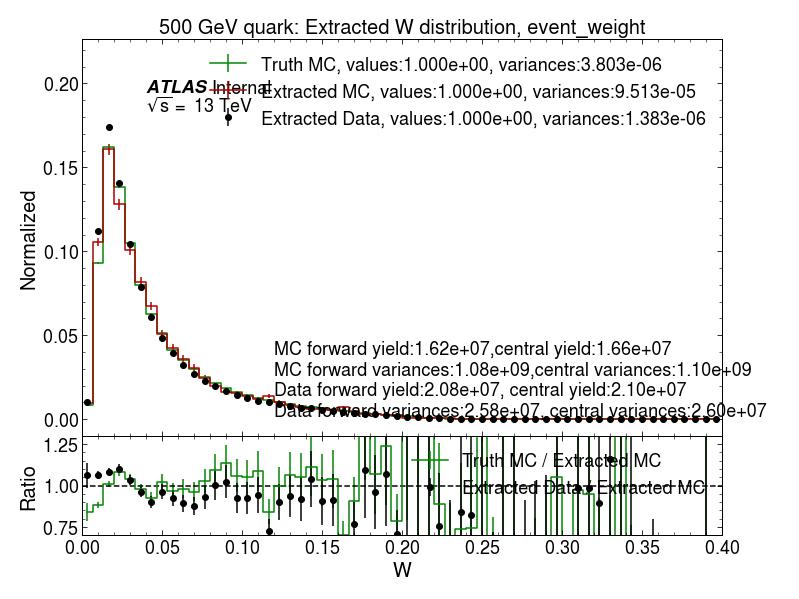 500 GeV quark: Extracted W distribution, event_weight
Truth MC, values:1.000e+00, variances:3.803e-06
ATLAS Internal
Extracted MC, values:1.000e+00, variances:9.513e-05
√s = 13 TeV
Extracted Data, values:1.000e+00, variances:1.383e-06
Normalized
0.20
0.15
0.10
0.05
0.00
MC forward yield:1.62e+07,central yield:1.66e+07
MC forward variances:1.08e+09,central variances:1.10e+09
Data forward yield:2.08e+07, central yield:2.10e+07
Data forward variances:2.58e+07, central variances:2.60e+07
Ratio
1.25
1.00
0.75
Truth MC / Extracted MC
Extracted Data / Extracted MC
0.00 0.05 0.10 0.15 0.20 0.25 0.30 0.35 0.40
W